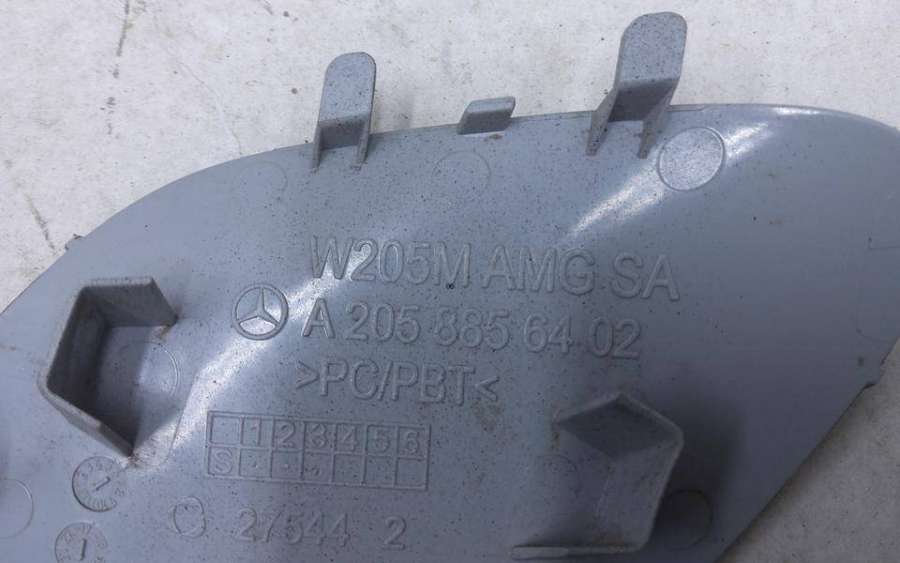 W205M AMG SA
A 205 885 64 02
>PC/PBT<
1 2 3 4 5 6
S
27544 2